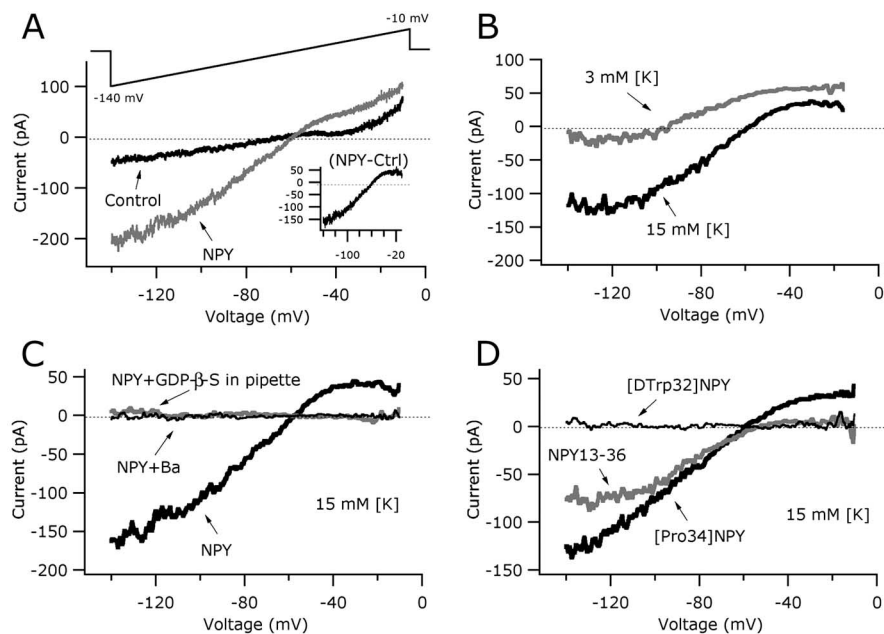 A
-10 mV
-140 mV
100
0
-100
-200
Current (pA)
Control
NPY
(NPY-Ctrl)
50
0
-50
-100
-150
-100
-20
-120
-80
-40
0
Voltage (mV)
B
100
50
0
-50
-100
-150
-200
Current (pA)
3 mM [K]
15 mM [K]
-120
-80
-40
0
Voltage (mV)
C
50
0
-50
-100
-150
-200
Current (pA)
NPY+GDP-β-S in pipette
NPY+Ba
NPY
15 mM [K]
-120
-80
-40
0
Voltage (mV)
D
50
0
-50
-100
-150
Current (pA)
[DTrp32]NPY
NPY13-36
[Pro34]NPY
15 mM [K]
-120
-80
-40
0
Voltage (mV)